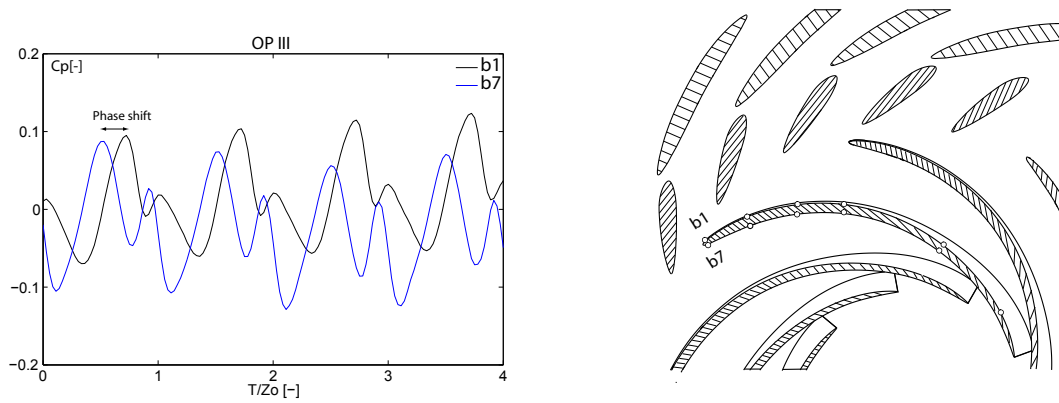 OP III
0.2
Cp[-]
b1
b7
Phase shift
0.1
0
−0.1
−0.2
0
1
2
3
4
T/Zo [−]
b1
b7